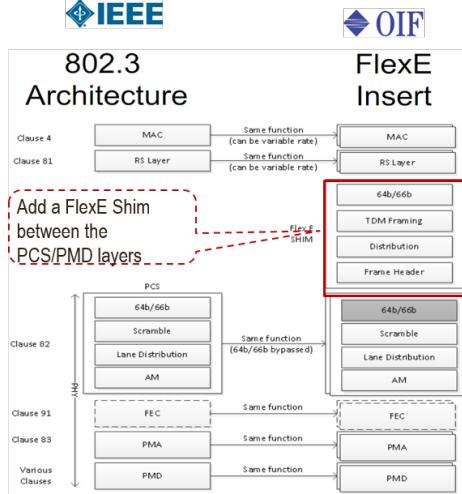 IEEE
OIF
802.3
Architecture
FlexE
Insert
Clause 4
MAC
Same function
(can be variable rate)
MAC
Clause 81
RS Layer
Same function
(can be variable rate)
RS Layer
Add a FlexE Shim
between the
PCS/PMD layers
Flex E
SHIM
64b/66b
TDM Framing
Distribution
Frame Header
PCS
64b/66b
Scramble
Lane Distribution
AM
Clause 82
Same function
(64b/66b bypassed)
64b/66b
Scramble
Lane Distribution
AM
PHY
Clause 91
FEC
Same function
FEC
Clause 83
PMA
Same function
PMA
Various
Clauses
PMD
Same function
PMD